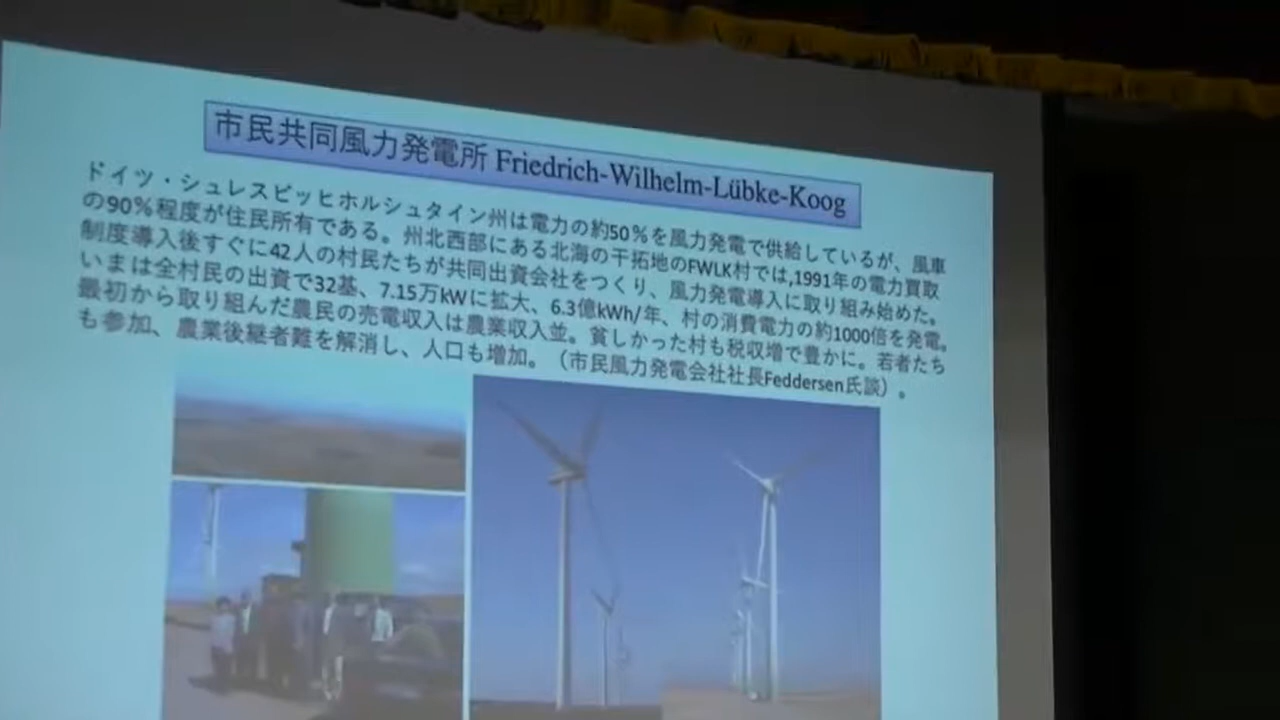 市民共同風力発電所 Friedrich-Wilhelm-Lübke-Koog
ドイツ・シュレスビッヒホルシュタイン州は電力の約50%を風力発電で供給しているが、風車
の90%程度が住民所有である。州北西部にある北海の干拓地のFWLK村では,1991年の電力買取
制度導入後すぐに42人の村民たちが共同出資会社をつくり、風力発電導入に取り組み始めた。
いまは全村民の出資で32基、7.15万kWに拡大、6.3億kWh/年、村の消費電力の約1000倍を発電。
最初から取り組んだ農民の売電収入は農業収入並。貧しかった村も税収増で豊かに。若者たち
も参加、農業後継者難を解消し、人口も増加。（市民風力発電会社社長Feddersen氏談）。